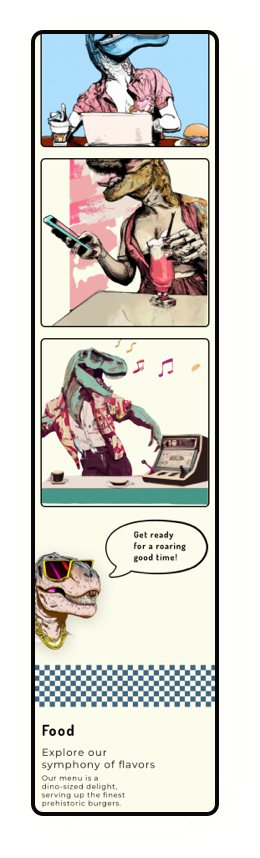 Get ready
for a roaring
good time!
Food
Explore our
symphony of flavors
Our menu is a
dino-sized delight,
serving up the finest
prehistoric burgers.